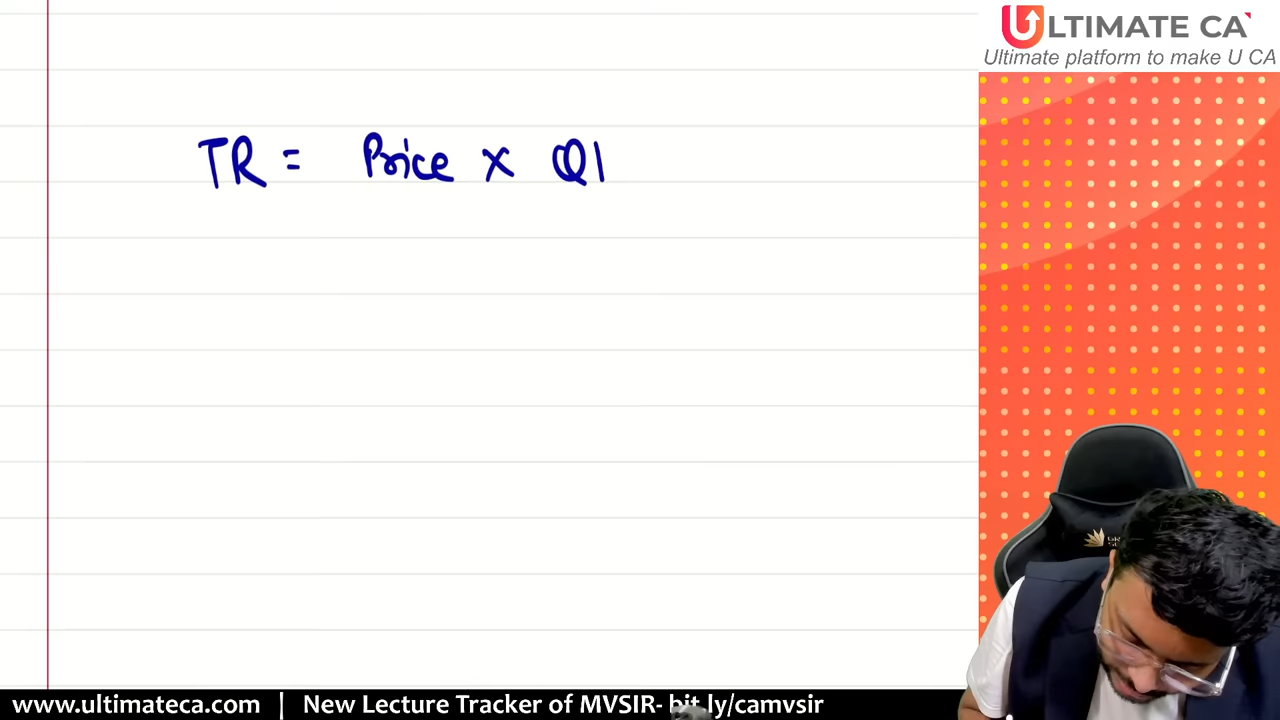 ULTIMATE CA
Ultimate platform to make U CA
TR = Price × Q1
www.ultimateca.com | New Lecture Tracker of MVSIR- bit.ly/camvsir